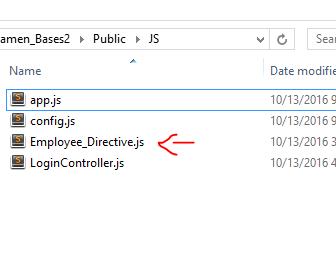 amen_Bases2 > Public > JS
Sear
Name Date modifie
app.js 10/13/2016 9
config.js 10/13/2016 9
Employee_Directive.js 10/13/2016 3
LoginController.js 10/13/2016 4